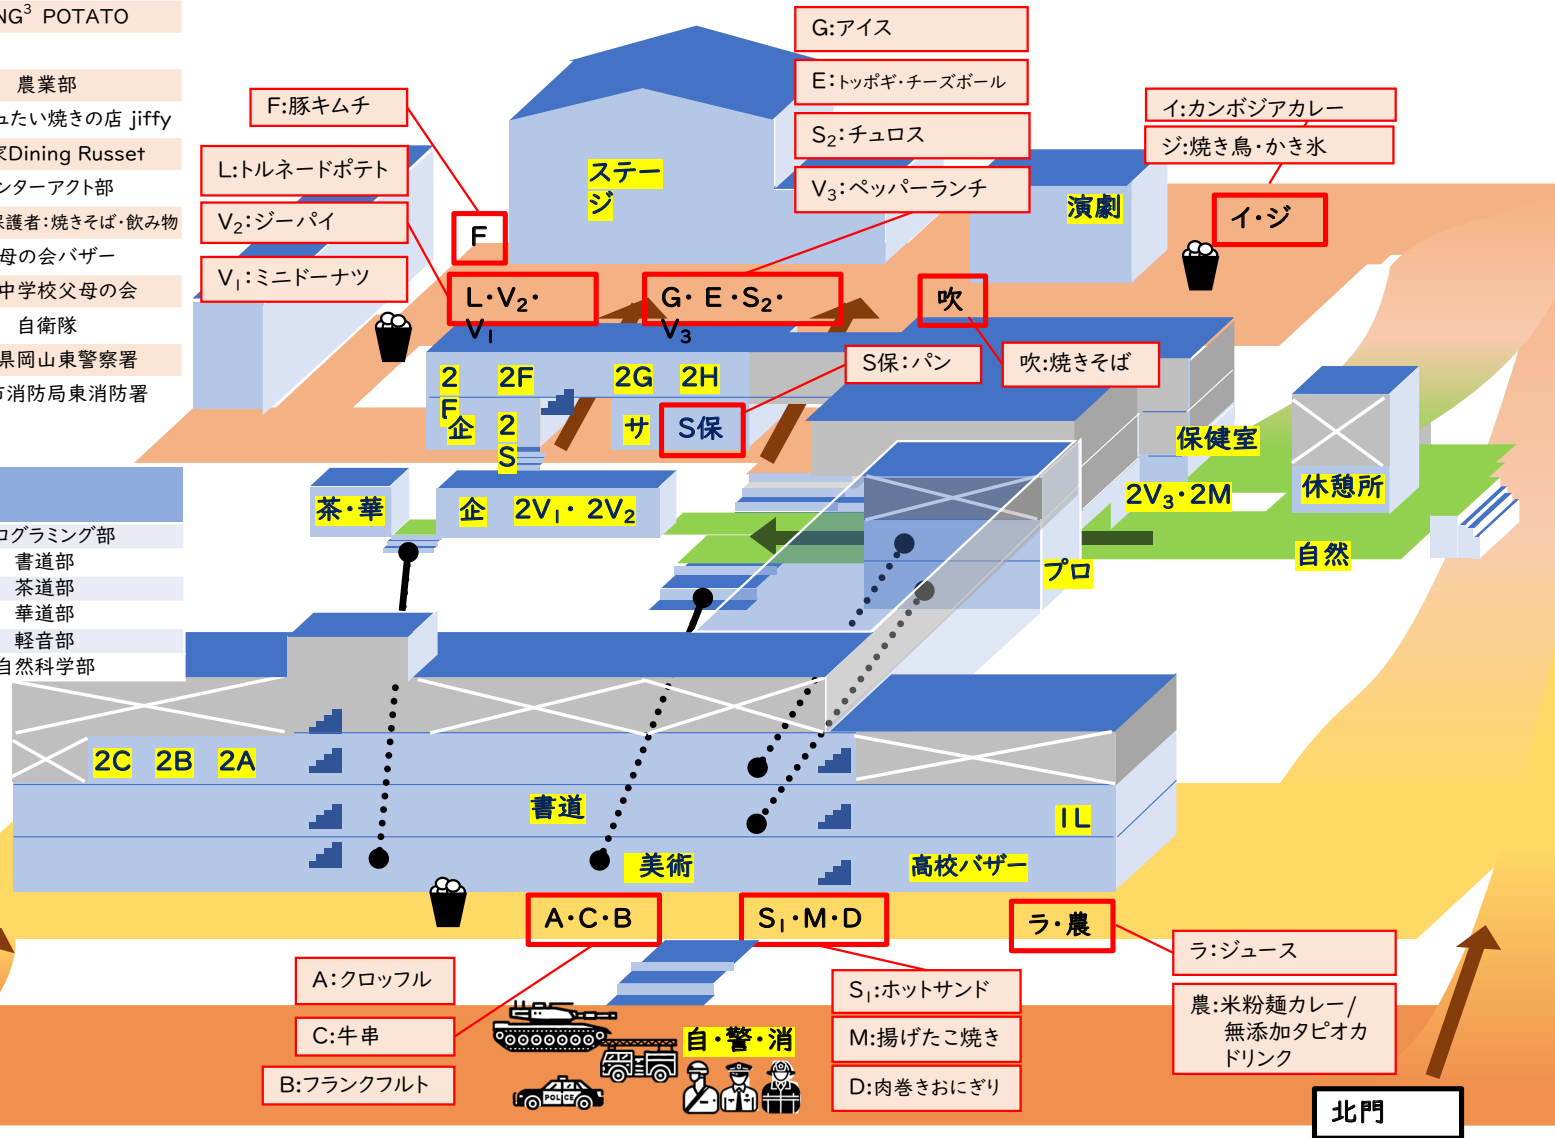 NG³ POTATO
農業部
ュたい焼きの店 jiffy
家Dining Russet
ンターアクト部
保護者：焼きそば・飲み物
母の会バザー
中学校父母の会
自衛隊
県岡山東警察署
市消防局東消防署
ログラミング部
書道部
茶道部
華道部
軽音部
自然科学部
F:豚キムチ
L:トルネードポテト
V₂:ジーパイ
V₁:ミニドーナツ
G:アイス
E:トッポギ・チーズボール
S₂:チュロス
V₃:ペッパーランチ
イ:カンボジアカレー
ジ:焼き鳥・かき氷
ステー
ジ
演劇
イ・ジ
F
L・V₂・
V₁
G・E・S₂・
V₃
吹
S保：パン
吹:焼きそば
2
F
2F
2G
2H
企
2
S
サ
S保
保健室
2V₃・2M
休憩所
自然
茶・華
企
2V₁・2V₂
プロ
2C
2B
2A
書道
1L
美術
高校バザー
A・C・B
S₁・M・D
ラ・農
A:クロッフル
C:牛串
B:フランクフルト
自・警・消
POLICE
S₁:ホットサンド
M:揚げたこ焼き
D:肉巻きおにぎり
ラ:ジュース
農:米粉麺カレー/
無添加タピオカ
ドリンク
北門